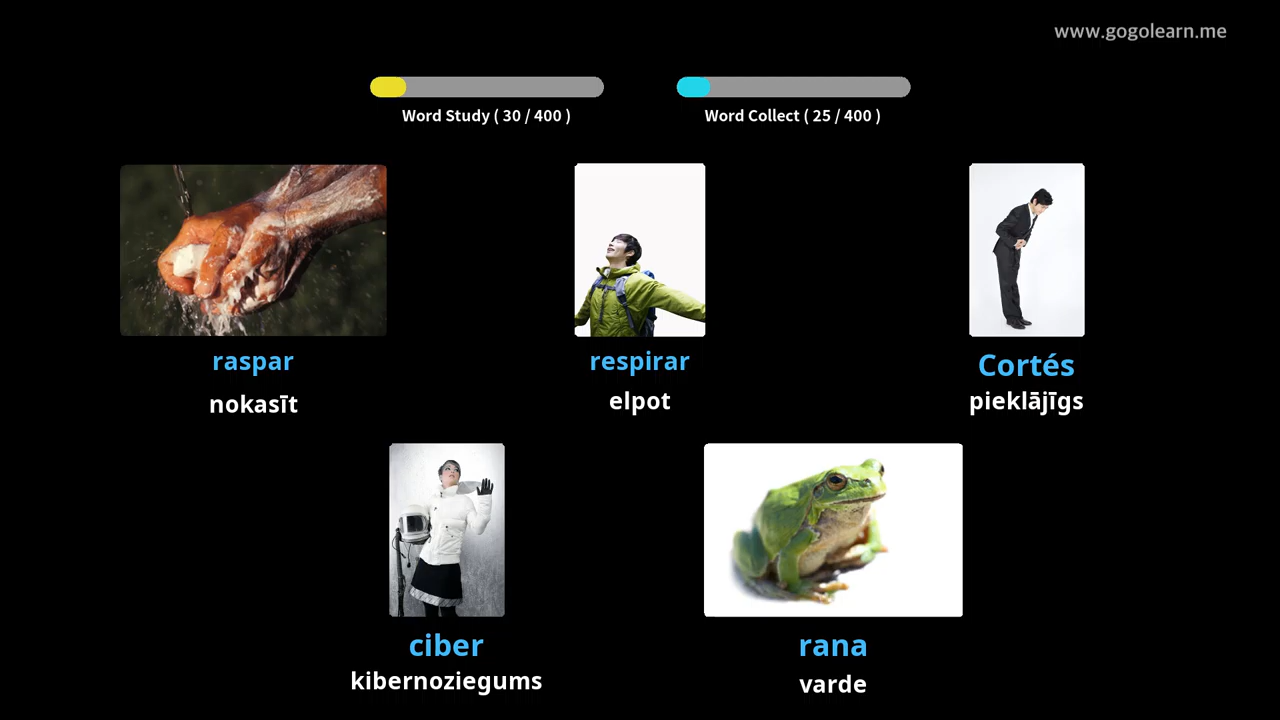 www.gogolearn.me
Word Study ( 30 / 400 )
Word Collect ( 25 / 400 )
raspar
nokasīt
respirar
elpot
Cortés
pieklājīgs
ciber
kibernoziegums
rana
varde